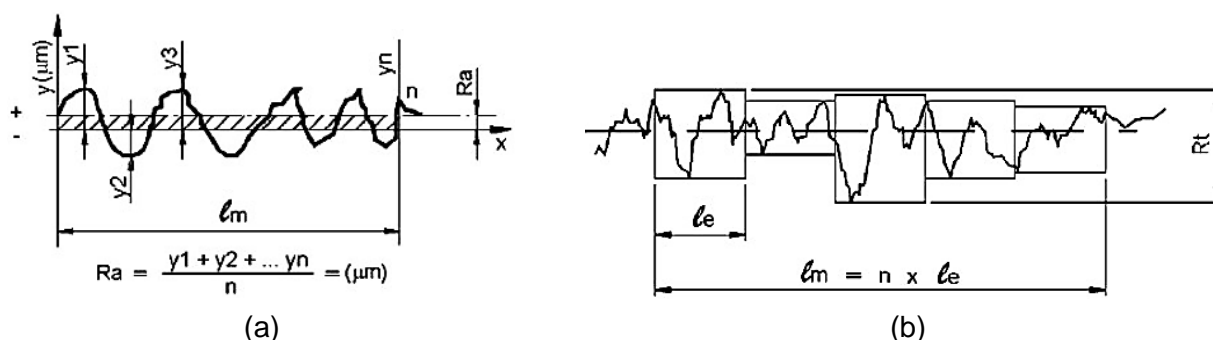 y(μm)
+
-
y1
y2
y3
yn
n
Ra
x
ℓm
Ra = y1 + y2 + ... yn / n = (μm)
(a)
Rt
ℓe
ℓm = n x ℓe
(b)